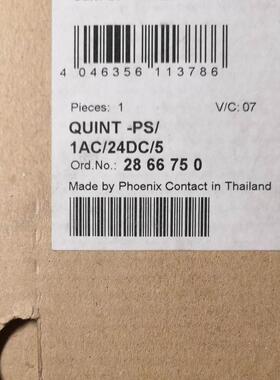 4 046356 113786
Pieces: 1 V/C: 07
QUINT -PS/
1AC/24DC/5
Ord.No.: 28 66 75 0
Made by Phoenix Contact in Thailand